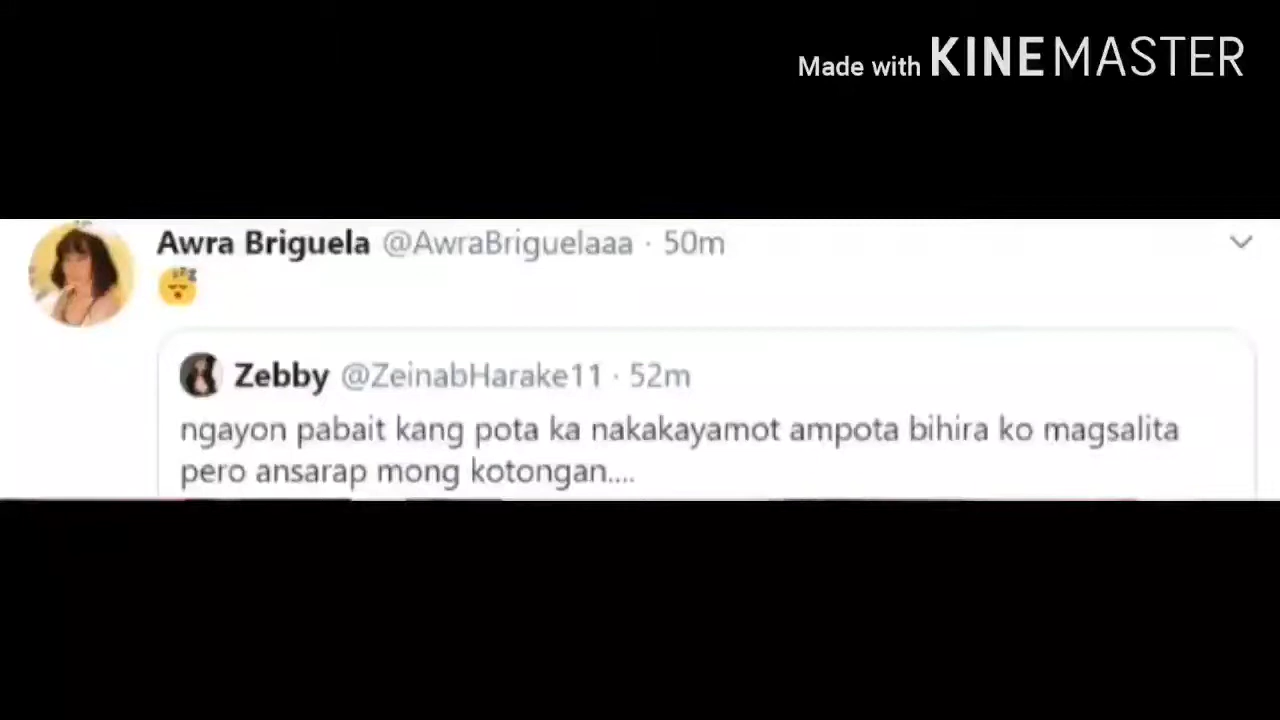 Made with KINEMASTER
Awra Briguela @AwraBriguelaaa · 50m
😴
Zebby @ZeinabHarake11 · 52m
ngayon pabait kang pota ka nakakayamot ampota bihira ko magsalita
pero ansarap mong kotongan....